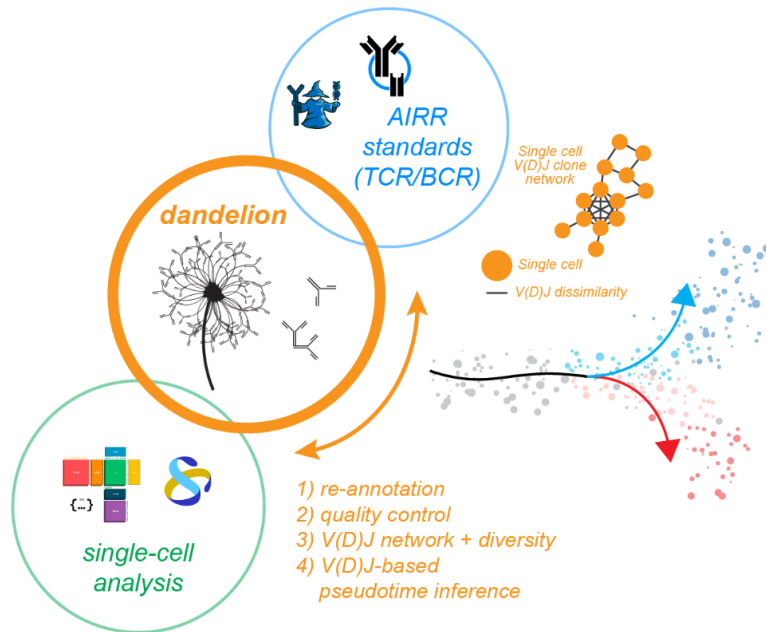 AIRR
standards
(TCR/BCR)
dandelion
Single cell
V(D)J clone
network
Single cell
V(D)J dissimilarity
{...}
single-cell
analysis
1) re-annotation
2) quality control
3) V(D)J network + diversity
4) V(D)J-based
pseudotime inference